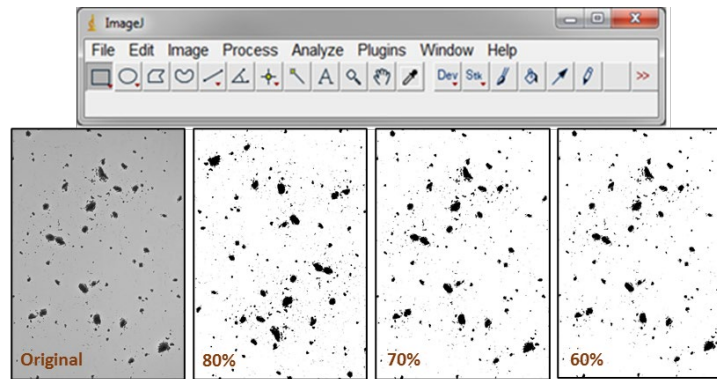 ImageJ
File Edit Image Process Analyze Plugins Window Help
A Dev Stk >>
Original 80% 70% 60%